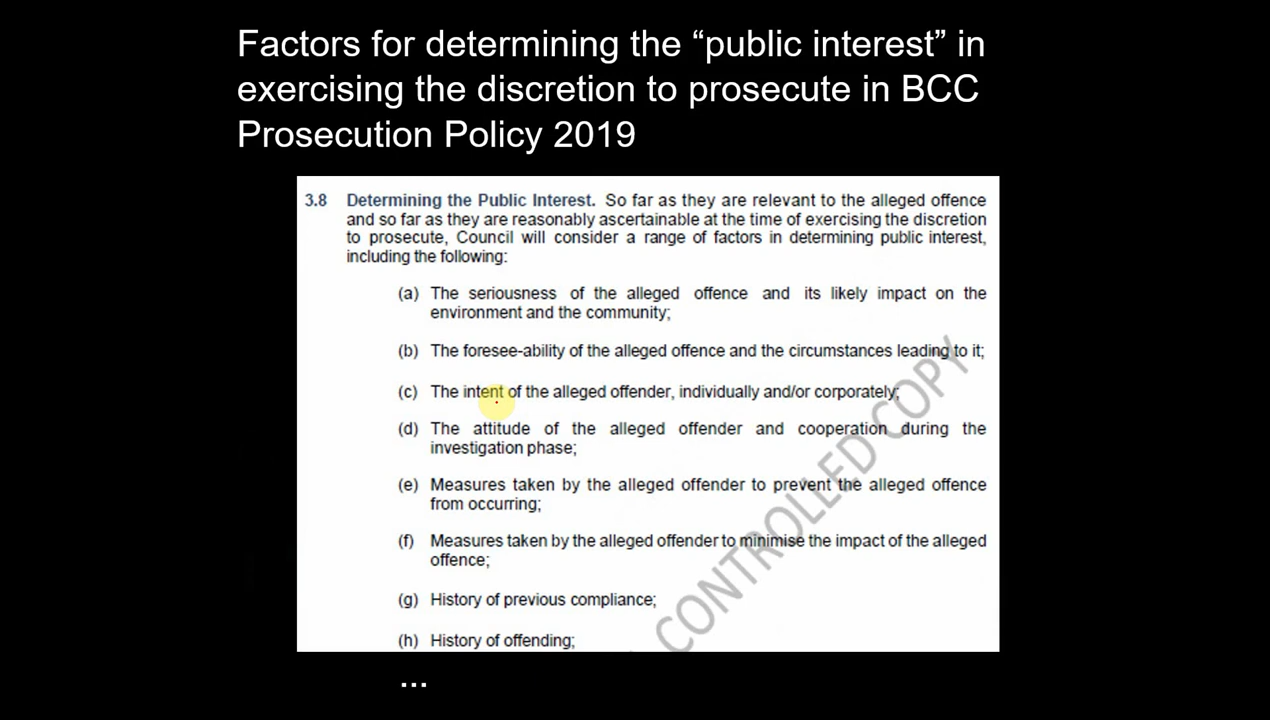 Factors for determining the “public interest” in
exercising the discretion to prosecute in BCC
Prosecution Policy 2019
3.8 Determining the Public Interest. So far as they are relevant to the alleged offence
and so far as they are reasonably ascertainable at the time of exercising the discretion
to prosecute, Council will consider a range of factors in determining public interest,
including the following:
(a) The seriousness of the alleged offence and its likely impact on the
environment and the community;
(b) The foresee-ability of the alleged offence and the circumstances leading to it;
(c) The intent of the alleged offender, individually and/or corporately;
(d) The attitude of the alleged offender and cooperation during the
investigation phase;
(e) Measures taken by the alleged offender to prevent the alleged offence
from occurring;
(f) Measures taken by the alleged offender to minimise the impact of the alleged
offence;
(g) History of previous compliance;
(h) History of offending;
CONTROLLED COPY
...